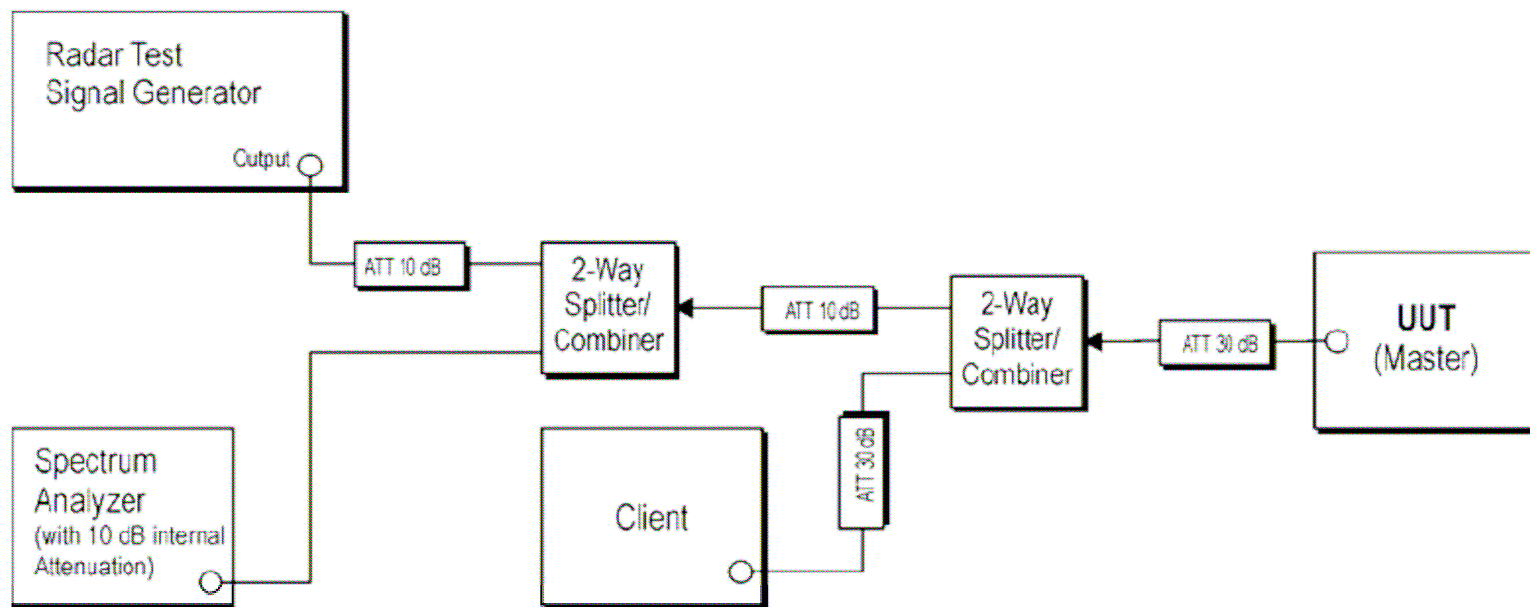 Radar Test
Signal Generator
Output
ATT 10 dB
2-Way
Splitter/
Combiner
ATT 10 dB
2-Way
Splitter/
Combiner
ATT 30 dB
UUT
(Master)
ATT 30 dB
Spectrum
Analyzer
(with 10 dB internal
Attenuation)
Client